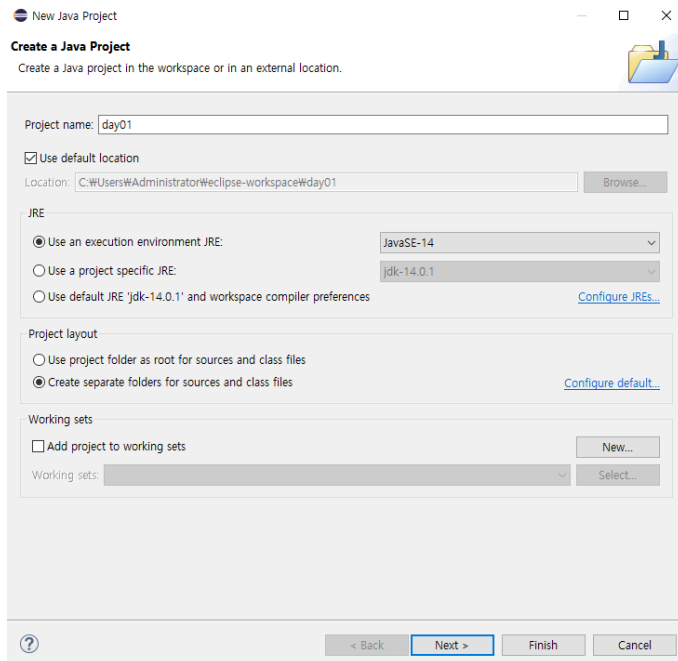 New Java Project
Create a Java Project
Create a Java project in the workspace or in an external location.
Project name: day01
Use default location
Location: C:₩Users₩Administrator₩eclipse-workspace₩day01 Browse...
JRE
Use an execution environment JRE: JavaSE-14
Use a project specific JRE: jdk-14.0.1
Use default JRE 'jdk-14.0.1' and workspace compiler preferences Configure JREs...
Project layout
Use project folder as root for sources and class files
Create separate folders for sources and class files Configure default...
Working sets
Add project to working sets New...
Working sets: Select...
? < Back Next > Finish Cancel